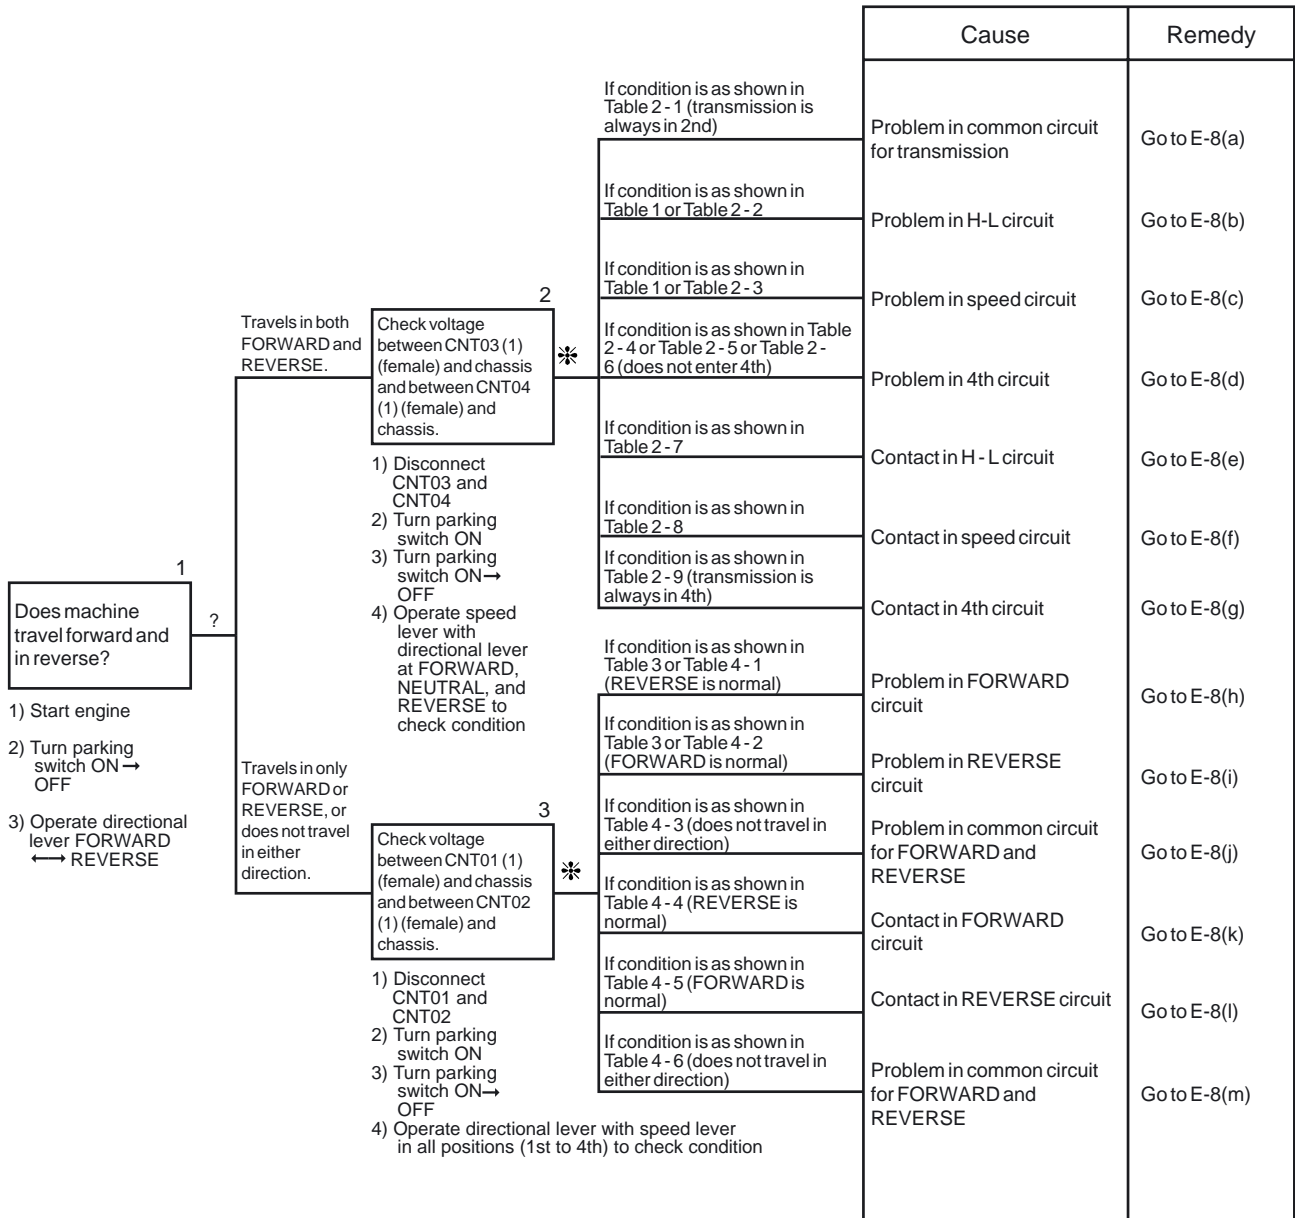 Cause
Remedy
If condition is as shown in
Table 2 - 1 (transmission is
always in 2nd)
Problem in common circuit
for transmission
Go to E-8(a)
If condition is as shown in
Table 1 or Table 2 - 2
Problem in H-L circuit
Go to E-8(b)
If condition is as shown in
Table 1 or Table 2 - 3
Problem in speed circuit
Go to E-8(c)
If condition is as shown in Table
2 - 4 or Table 2 - 5 or Table 2 -
6 (does not enter 4th)
Problem in 4th circuit
Go to E-8(d)
If condition is as shown in
Table 2 - 7
Contact in H - L circuit
Go to E-8(e)
If condition is as shown in
Table 2 - 8
Contact in speed circuit
Go to E-8(f)
If condition is as shown in
Table 2 - 9 (transmission is
always in 4th)
Contact in 4th circuit
Go to E-8(g)
2
Travels in both
FORWARD and
REVERSE.
Check voltage
between CNT03 (1)
(female) and chassis
and between CNT04
(1) (female) and
chassis.
❉
1) Disconnect
CNT03 and
CNT04
2) Turn parking
switch ON
3) Turn parking
switch ON→
OFF
4) Operate speed
lever with
directional lever
at FORWARD,
NEUTRAL, and
REVERSE to
check condition
1
Does machine
travel forward and
in reverse?
?
1) Start engine
2) Turn parking
switch ON →
OFF
3) Operate directional
lever FORWARD
←→ REVERSE
Travels in only
FORWARD or
REVERSE, or
does not travel
in either
direction.
3
Check voltage
between CNT01 (1)
(female) and chassis
and between CNT02
(1) (female) and
chassis.
❉
1) Disconnect
CNT01 and
CNT02
2) Turn parking
switch ON
3) Turn parking
switch ON→
OFF
4) Operate directional lever with speed lever
in all positions (1st to 4th) to check condition
If condition is as shown in
Table 3 or Table 4 - 1
(REVERSE is normal)
Problem in FORWARD
circuit
Go to E-8(h)
If condition is as shown in
Table 3 or Table 4 - 2
(FORWARD is normal)
Problem in REVERSE
circuit
Go to E-8(i)
If condition is as shown in
Table 4 - 3 (does not travel in
either direction)
Problem in common circuit
for FORWARD and
REVERSE
Go to E-8(j)
If condition is as shown in
Table 4 - 4 (REVERSE is
normal)
Contact in FORWARD
circuit
Go to E-8(k)
If condition is as shown in
Table 4 - 5 (FORWARD is
normal)
Contact in REVERSE circuit
Go to E-8(l)
If condition is as shown in
Table 4 - 6 (does not travel in
either direction)
Problem in common circuit
for FORWARD and
REVERSE
Go to E-8(m)